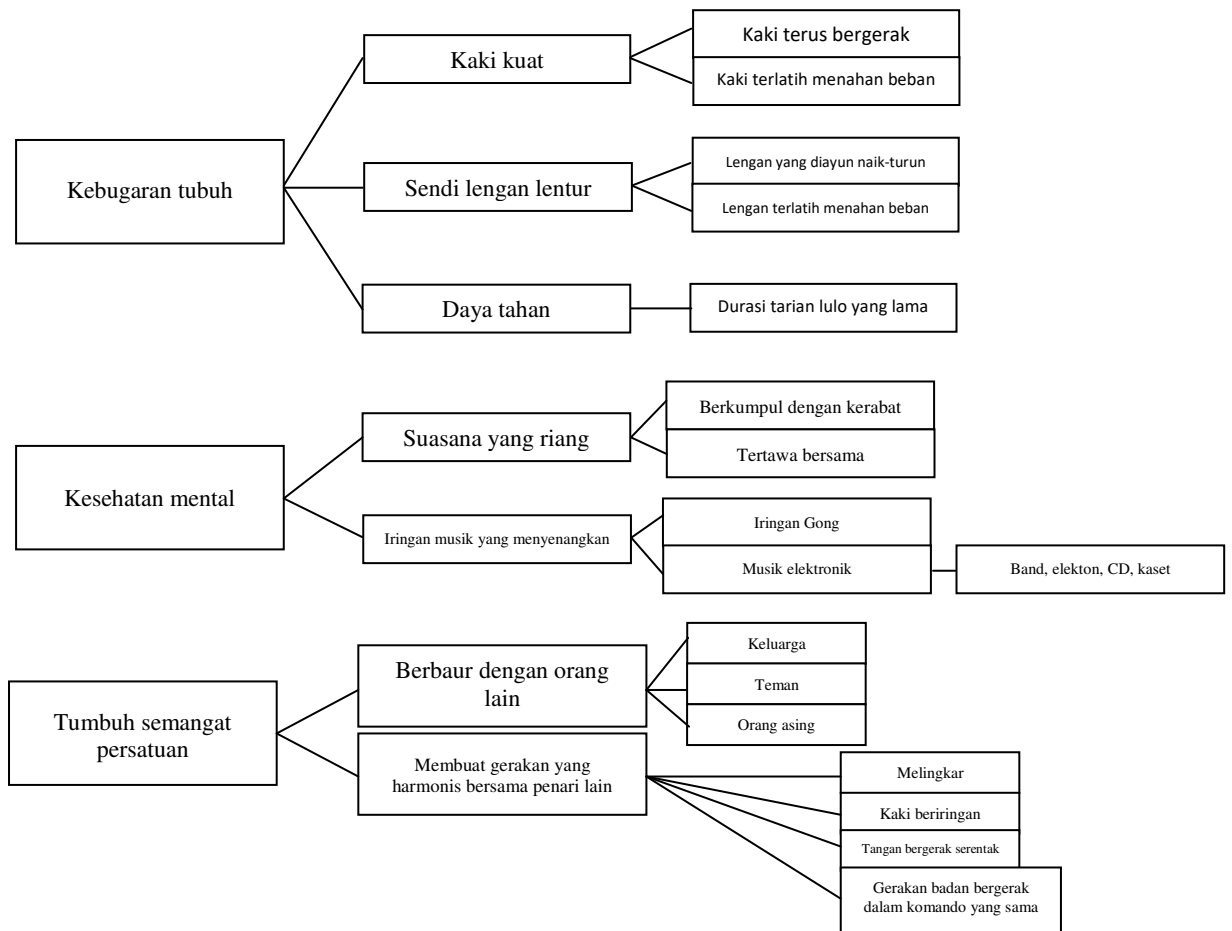 Kebugaran tubuh
Kaki kuat
Kaki terus bergerak
Kaki terlatih menahan beban
Sendi lengan lentur
Lengan yang diayun naik-turun
Lengan terlatih menahan beban
Daya tahan
Durasi tarian lulo yang lama
Kesehatan mental
Suasana yang riang
Berkumpul dengan kerabat
Tertawa bersama
Iringan musik yang menyenangkan
Iringan Gong
Musik elektronik
Band, elekton, CD, kaset
Tumbuh semangat
persatuan
Berbaur dengan orang
lain
Keluarga
Teman
Orang asing
Membuat gerakan yang
harmonis bersama penari lain
Melingkar
Kaki beriringan
Tangan bergerak serentak
Gerakan badan bergerak
dalam komando yang sama